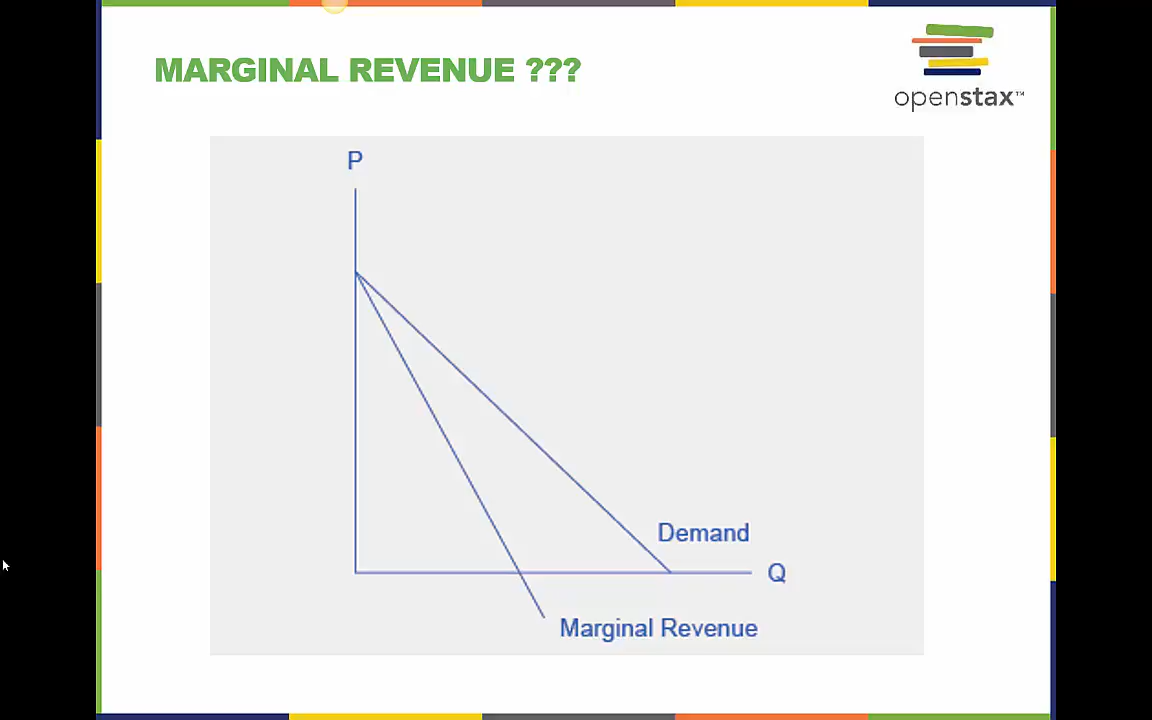 MARGINAL REVENUE ???
openstax™
P
Demand
Q
Marginal Revenue